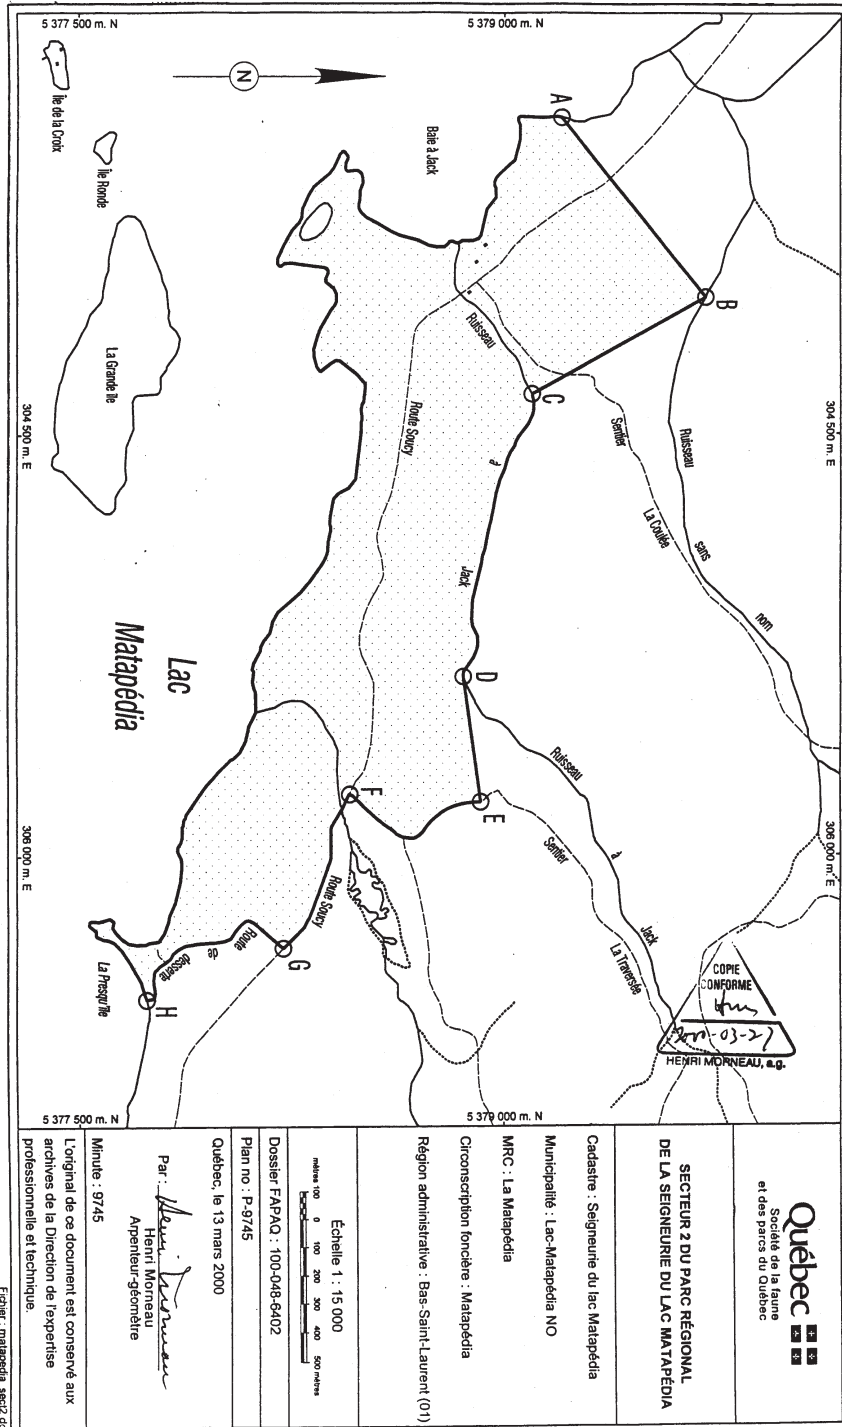 5 377 500 m. N
5 379 000 m. N
N
Île de la Croix
Île Ronde
La Grande Île
Baie à Jack
A
B
C
D
E
F
G
H
304 500 m. E
304 500 m. E
306 000 m. E
306 000 m. E
Ruisseau
à
Jack
Route Soucy
Sentier
La Coulée
Ruisseau
sans
nom
Lac
Matapédia
Ruisseau
à
Jack
Sentier
La Traversée
Route Soucy
Route
de
desserte
La Presqu'île
COPIE
CONFORME
HENRI MORNEAU, a.g.
5 377 500 m. N
5 379 000 m. N
Québec
Société de la faune
et des parcs du Québec
SECTEUR 2 DU PARC RÉGIONAL
DE LA SEIGNEURIE DU LAC MATAPÉDIA
Cadastre : Seigneurie du lac Matapédia
Municipalité : Lac-Matapédia NO
MRC : La Matapédia
Circonscription foncière : Matapédia
Région administrative : Bas-Saint-Laurent (01)
Échelle 1 : 15 000
mètres 100 0 100 200 300 400 500 mètres
Dossier FAPAQ : 100-048-6402
Plan no : P-9745
Québec, le 13 mars 2000
Par : Henri Morneau
Henri Morneau
Arpenteur-géomètre
Minute : 9745
L'original de ce document est conservé aux
archives de la Direction de l'expertise
professionnelle et technique.